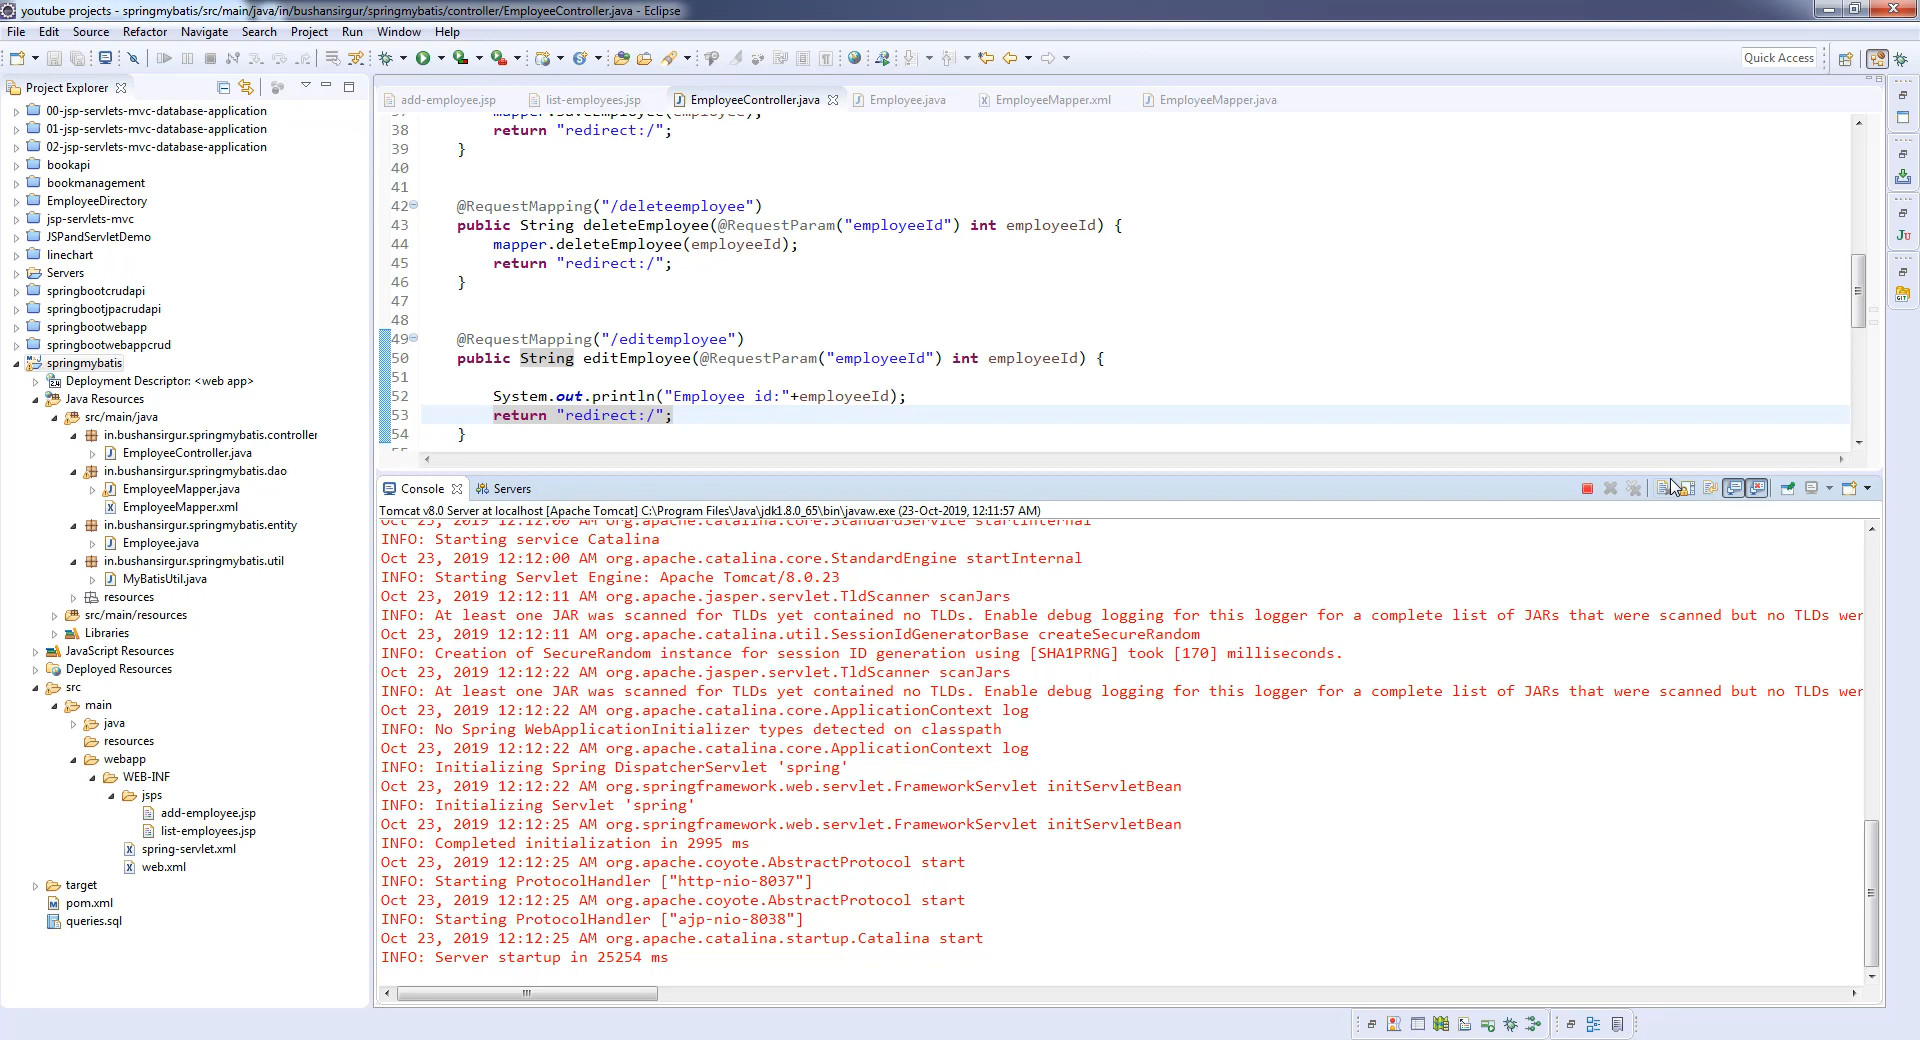 youtube projects - springmybatis/src/main/java/in/bushansirgur/springmybatis/controller/EmployeeController.java - Eclipse
File Edit Source Refactor Navigate Search Project Run Window Help
Quick Access
Project Explorer
00-jsp-servlets-mvc-database-application
01-jsp-servlets-mvc-database-application
02-jsp-servlets-mvc-database-application
bookapi
bookmanagement
EmployeeDirectory
jsp-servlets-mvc
JSPandServletDemo
linechart
Servers
springbootcrudapi
springbootjpacrudapi
springbootwebapp
springbootwebappcrud
springmybatis
Deployment Descriptor: <web app>
Java Resources
src/main/java
in.bushansirgur.springmybatis.controller
EmployeeController.java
in.bushansirgur.springmybatis.dao
EmployeeMapper.java
EmployeeMapper.xml
in.bushansirgur.springmybatis.entity
Employee.java
in.bushansirgur.springmybatis.util
MyBatisUtil.java
resources
src/main/resources
Libraries
JavaScript Resources
Deployed Resources
src
main
java
resources
webapp
WEB-INF
jsps
add-employee.jsp
list-employees.jsp
spring-servlet.xml
web.xml
target
pom.xml
queries.sql
add-employee.jsp list-employees.jsp EmployeeController.java Employee.java EmployeeMapper.xml EmployeeMapper.java
37 mapper.saveEmployee(employee);
38 return "redirect:/";
39 }
40
41
42 @RequestMapping("/deleteemployee")
43 public String deleteEmployee(@RequestParam("employeeId") int employeeId) {
44 mapper.deleteEmployee(employeeId);
45 return "redirect:/";
46 }
47
48
49 @RequestMapping("/editemployee")
50 public String editEmployee(@RequestParam("employeeId") int employeeId) {
51
52 System.out.println("Employee id:"+employeeId);
53 return "redirect:/";
54 }
55
Console Servers
Tomcat v8.0 Server at localhost [Apache Tomcat] C:\Program Files\Java\jdk1.8.0_65\bin\javaw.exe (23-Oct-2019, 12:11:57 AM)
Oct 23, 2019 12:12:00 AM org.apache.catalina.core.StandardService startInternal
INFO: Starting service Catalina
Oct 23, 2019 12:12:00 AM org.apache.catalina.core.StandardEngine startInternal
INFO: Starting Servlet Engine: Apache Tomcat/8.0.23
Oct 23, 2019 12:12:11 AM org.apache.jasper.servlet.TldScanner scanJars
INFO: At least one JAR was scanned for TLDs yet contained no TLDs. Enable debug logging for this logger for a complete list of JARs that were scanned but no TLDs wer
Oct 23, 2019 12:12:11 AM org.apache.catalina.util.SessionIdGeneratorBase createSecureRandom
INFO: Creation of SecureRandom instance for session ID generation using [SHA1PRNG] took [170] milliseconds.
Oct 23, 2019 12:12:22 AM org.apache.jasper.servlet.TldScanner scanJars
INFO: At least one JAR was scanned for TLDs yet contained no TLDs. Enable debug logging for this logger for a complete list of JARs that were scanned but no TLDs wer
Oct 23, 2019 12:12:22 AM org.apache.catalina.core.ApplicationContext log
INFO: No Spring WebApplicationInitializer types detected on classpath
Oct 23, 2019 12:12:22 AM org.apache.catalina.core.ApplicationContext log
INFO: Initializing Spring DispatcherServlet 'spring'
Oct 23, 2019 12:12:22 AM org.springframework.web.servlet.FrameworkServlet initServletBean
INFO: Initializing Servlet 'spring'
Oct 23, 2019 12:12:25 AM org.springframework.web.servlet.FrameworkServlet initServletBean
INFO: Completed initialization in 2995 ms
Oct 23, 2019 12:12:25 AM org.apache.coyote.AbstractProtocol start
INFO: Starting ProtocolHandler ["http-nio-8037"]
Oct 23, 2019 12:12:25 AM org.apache.coyote.AbstractProtocol start
INFO: Starting ProtocolHandler ["ajp-nio-8038"]
Oct 23, 2019 12:12:25 AM org.apache.catalina.startup.Catalina start
INFO: Server startup in 25254 ms